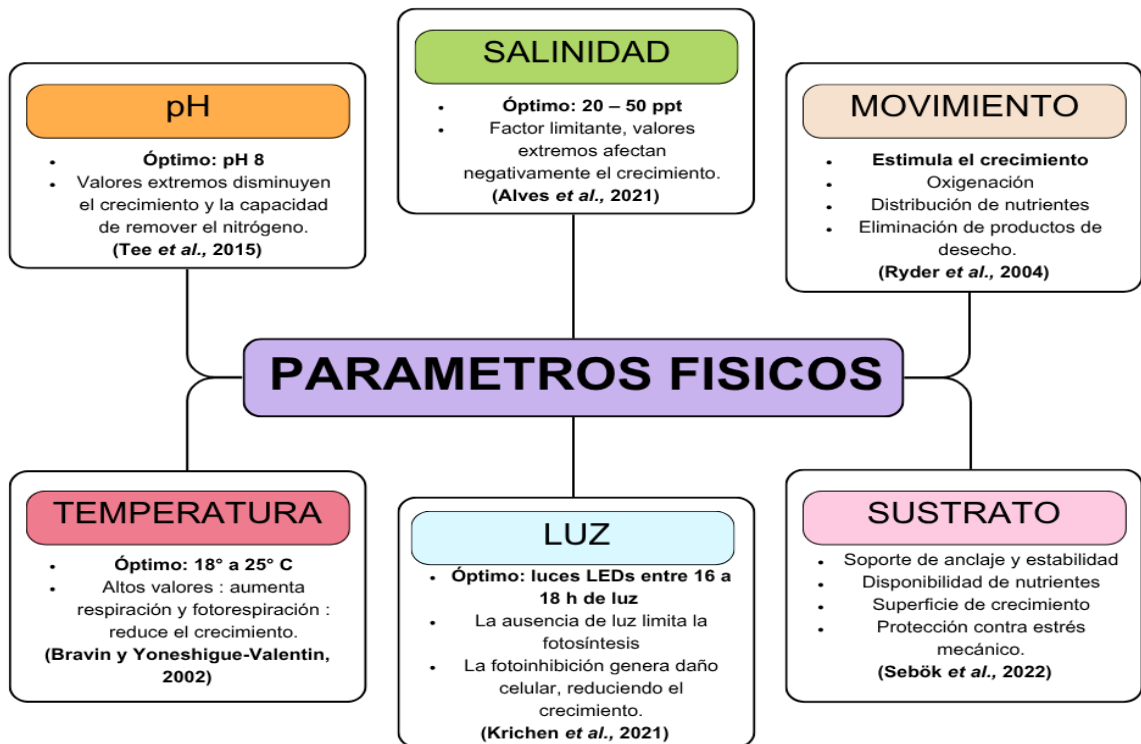 SALINIDAD
• Óptimo: 20 – 50 ppt
• Factor limitante, valores
extremos afectan
negativamente el crecimiento.
(Alves et al., 2021)
pH
• Óptimo: pH 8
• Valores extremos disminuyen
el crecimiento y la capacidad
de remover el nitrógeno.
(Tee et al., 2015)
MOVIMIENTO
• Estimula el crecimiento
• Oxigenación
• Distribución de nutrientes
• Eliminación de productos de
desecho.
(Ryder et al., 2004)
PARAMETROS FISICOS
TEMPERATURA
• Óptimo: 18° a 25° C
• Altos valores : aumenta
respiración y fotorespiración :
reduce el crecimiento.
(Bravin y Yoneshigue-Valentin,
2002)
LUZ
• Óptimo: luces LEDs entre 16 a
18 h de luz
• La ausencia de luz limita la
fotosíntesis
• La fotoinhibición genera daño
celular, reduciendo el
crecimiento.
(Krichen et al., 2021)
SUSTRATO
• Soporte de anclaje y estabilidad
• Disponibilidad de nutrientes
• Superficie de crecimiento
• Protección contra estrés
mecánico.
(Sebök et al., 2022)